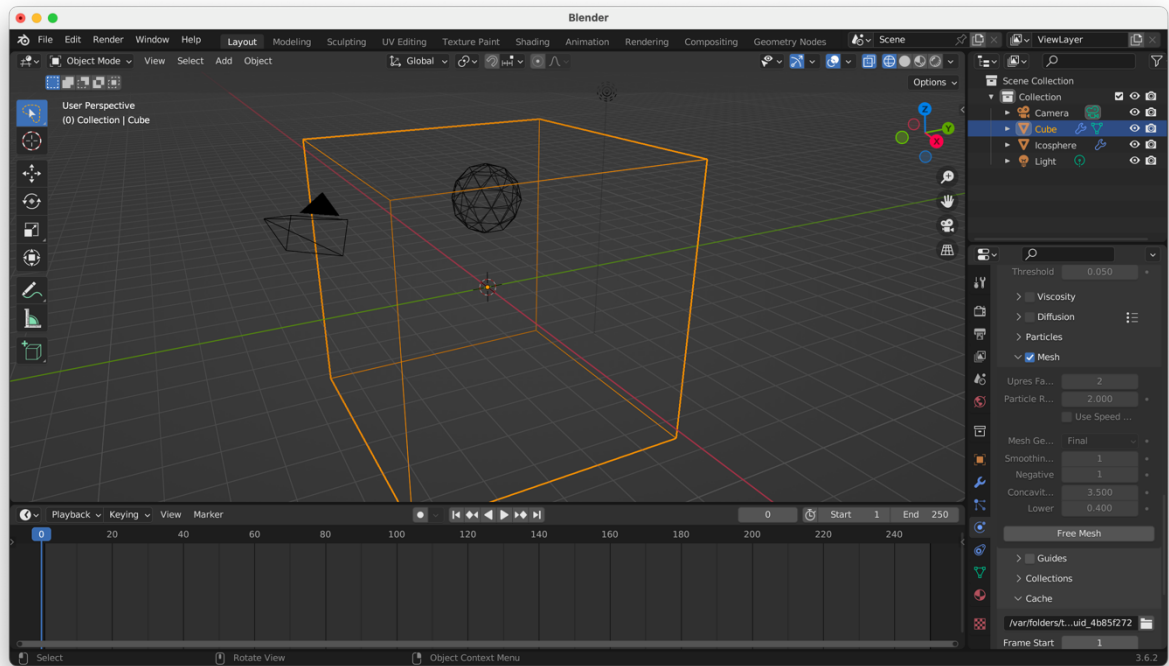 Blender
File Edit Render Window Help Layout Modeling Sculpting UV Editing Texture Paint Shading Animation Rendering Compositing Geometry Nodes Scene ViewLayer
Object Mode View Select Add Object Global
Options
User Perspective
(0) Collection | Cube
Z
Y
X
Scene Collection
Collection
Camera
Cube
Icosphere
Light
Threshold 0.050
Viscosity
Diffusion
Particles
Mesh
Upres Fa... 2
Particle R... 2.000
Use Speed ...
Mesh Ge... Final
Smoothin... 1
Negative 1
Concavit... 3.500
Lower 0.400
Free Mesh
Guides
Collections
Cache
/var/folders/t...uid_4b85f272
Frame Start 1
Playback Keying View Marker 0 Start 1 End 250
0 20 40 60 80 100 120 140 160 180 200 220 240
Select Rotate View Object Context Menu 3.6.2